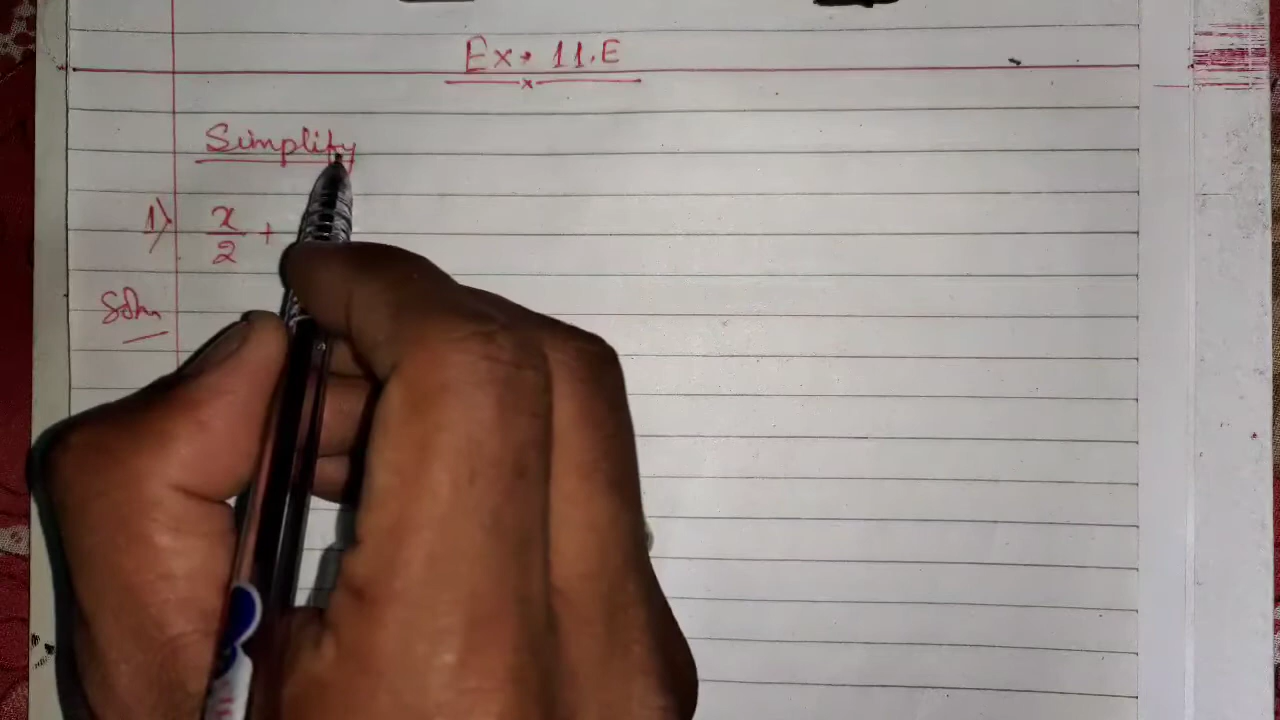 Ex. 11.E
Simplify
1) x/2 +
Soln